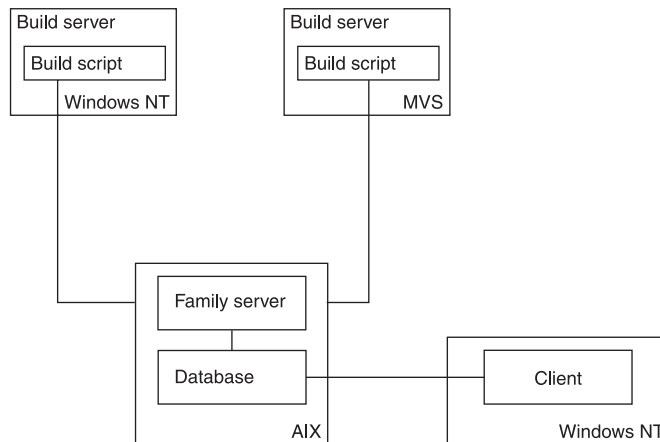 Build server
Build script
Windows NT
Build server
Build script
MVS
Family server
Database
AIX
Client
Windows NT